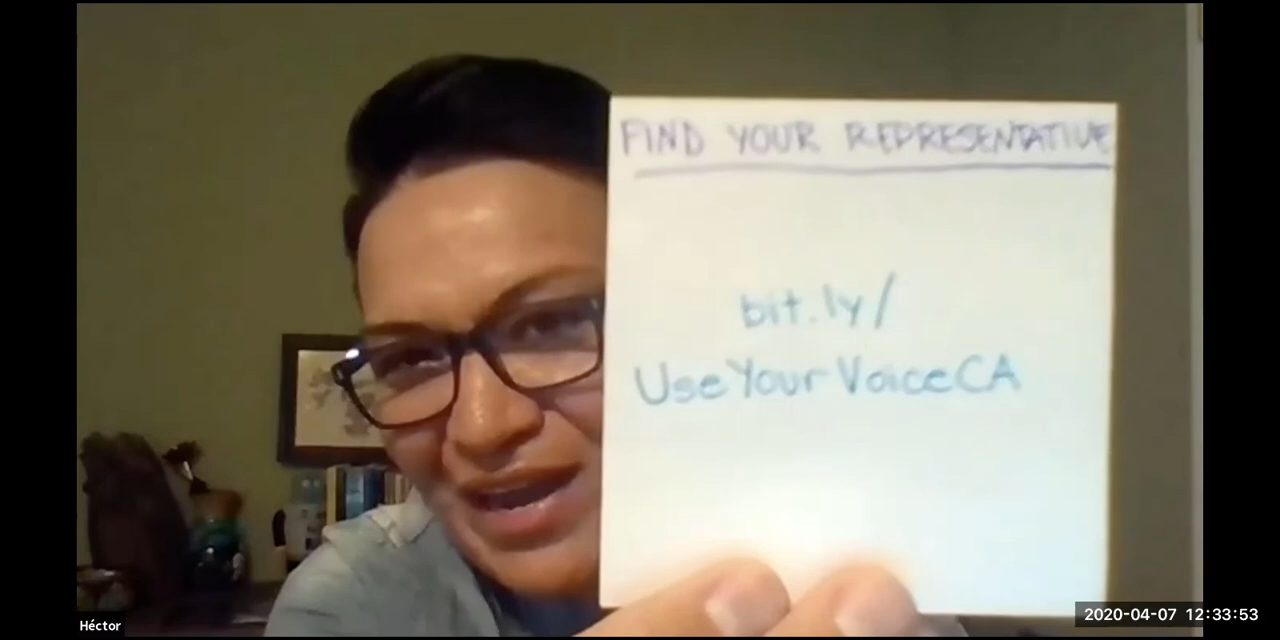 FIND YOUR REPRESENTATIVE
bit.ly/
UseYourVoiceCA
Héctor
2020-04-07 12:33:53